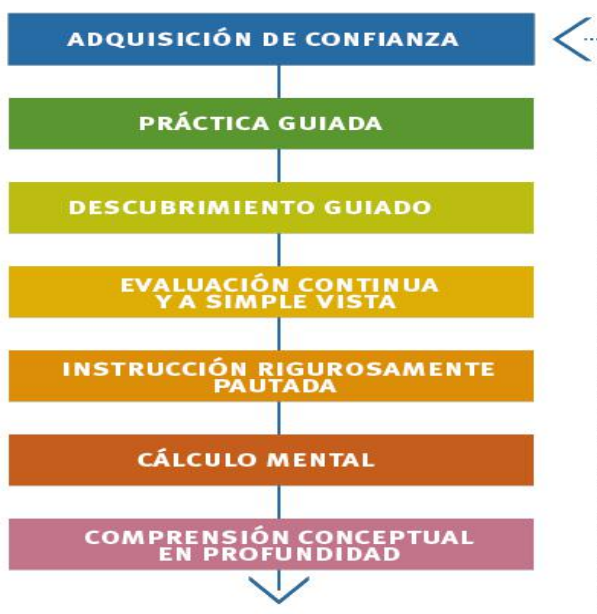 ADQUISICIÓN DE CONFIANZA
PRÁCTICA GUIADA
DESCUBRIMIENTO GUIADO
EVALUACIÓN CONTINUA
Y A SIMPLE VISTA
INSTRUCCIÓN RIGUROSAMENTE
PAUTADA
CÁLCULO MENTAL
COMPRENSIÓN CONCEPTUAL
EN PROFUNDIDAD